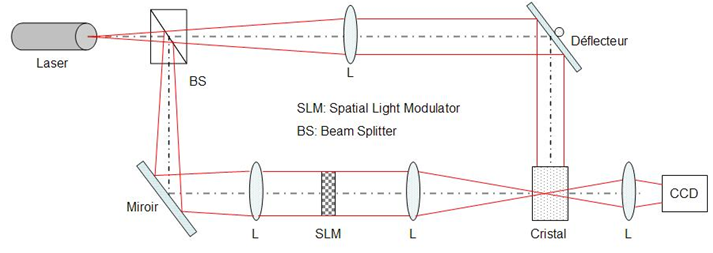 Laser
BS
L
Déflecteur
SLM: Spatial Light Modulator
BS: Beam Splitter
Miroir
L
SLM
L
Cristal
L
CCD